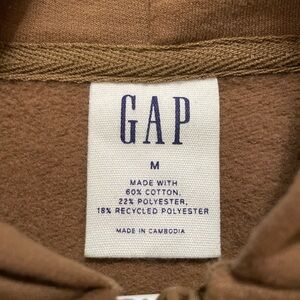 GAP
M
MADE WITH
60% COTTON,
22% POLYESTER,
18% RECYCLED POLYESTER
MADE IN CAMBODIA